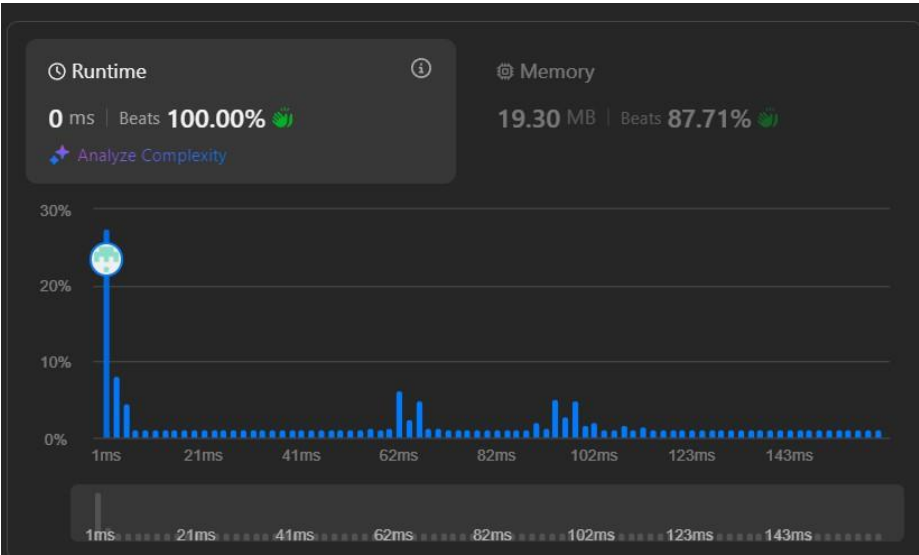 Runtime
0 ms | Beats 100.00%
Analyze Complexity
Memory
19.30 MB | Beats 87.71%
30%
20%
10%
0%
1ms 21ms 41ms 62ms 82ms 102ms 123ms 143ms
1ms 21ms 41ms 62ms 82ms 102ms 123ms 143ms